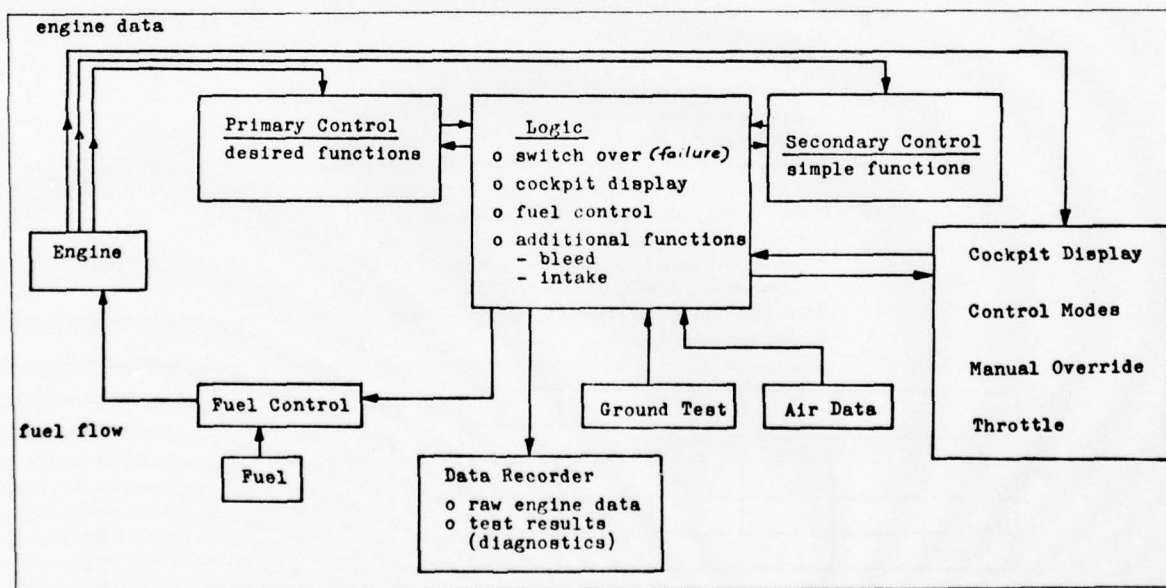 engine data
Primary Control
desired functions
Logic
o switch over (failure)
o cockpit display
o fuel control
o additional functions
- bleed
- intake
Secondary Control
simple functions
Engine
Cockpit Display
Control Modes
Manual Override
Throttle
Fuel Control
Ground Test
Air Data
fuel flow
Fuel
Data Recorder
o raw engine data
o test results
(diagnostics)